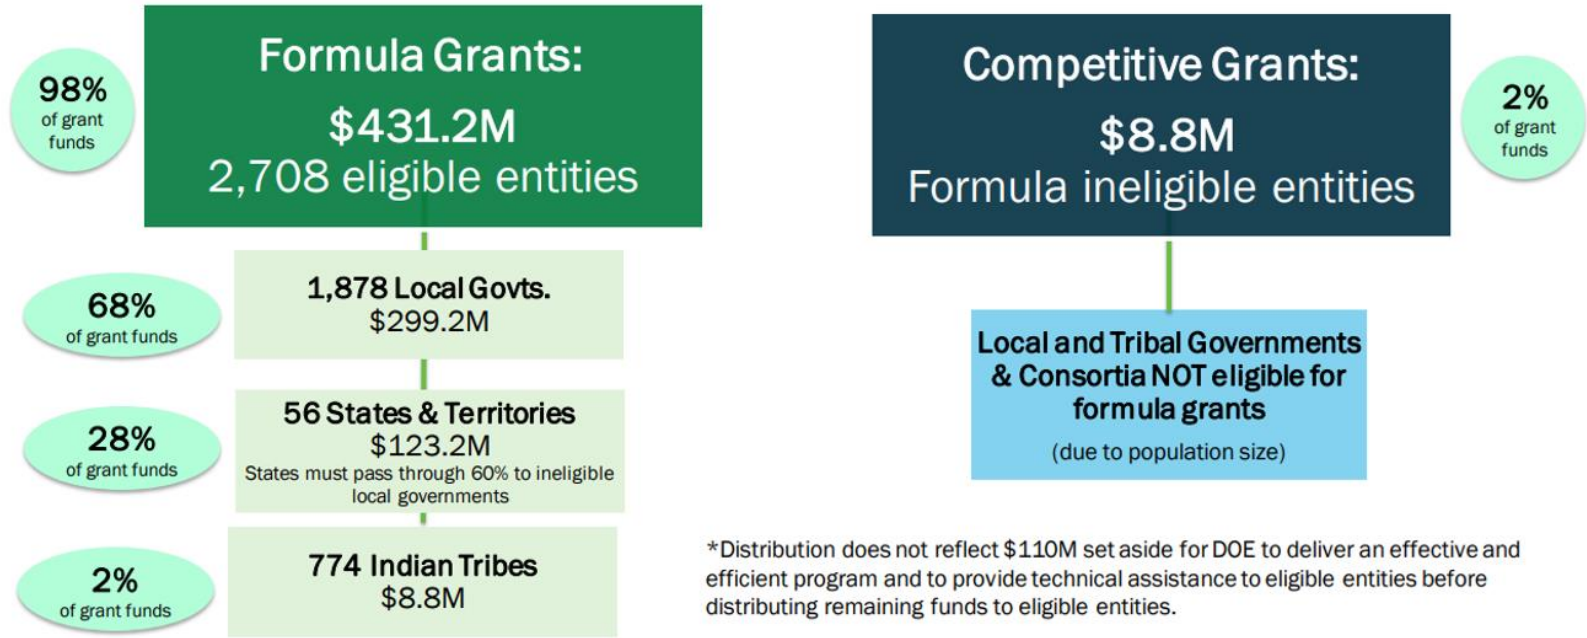 98%
of grant
funds
Formula Grants:
$431.2M
2,708 eligible entities
68%
of grant funds
1,878 Local Govts.
$299.2M
28%
of grant funds
56 States & Territories
$123.2M
States must pass through 60% to ineligible
local governments
2%
of grant funds
774 Indian Tribes
$8.8M
Competitive Grants:
$8.8M
Formula ineligible entities
2%
of grant
funds
Local and Tribal Governments
& Consortia NOT eligible for
formula grants
(due to population size)
*Distribution does not reflect $110M set aside for DOE to deliver an effective and
efficient program and to provide technical assistance to eligible entities before
distributing remaining funds to eligible entities.